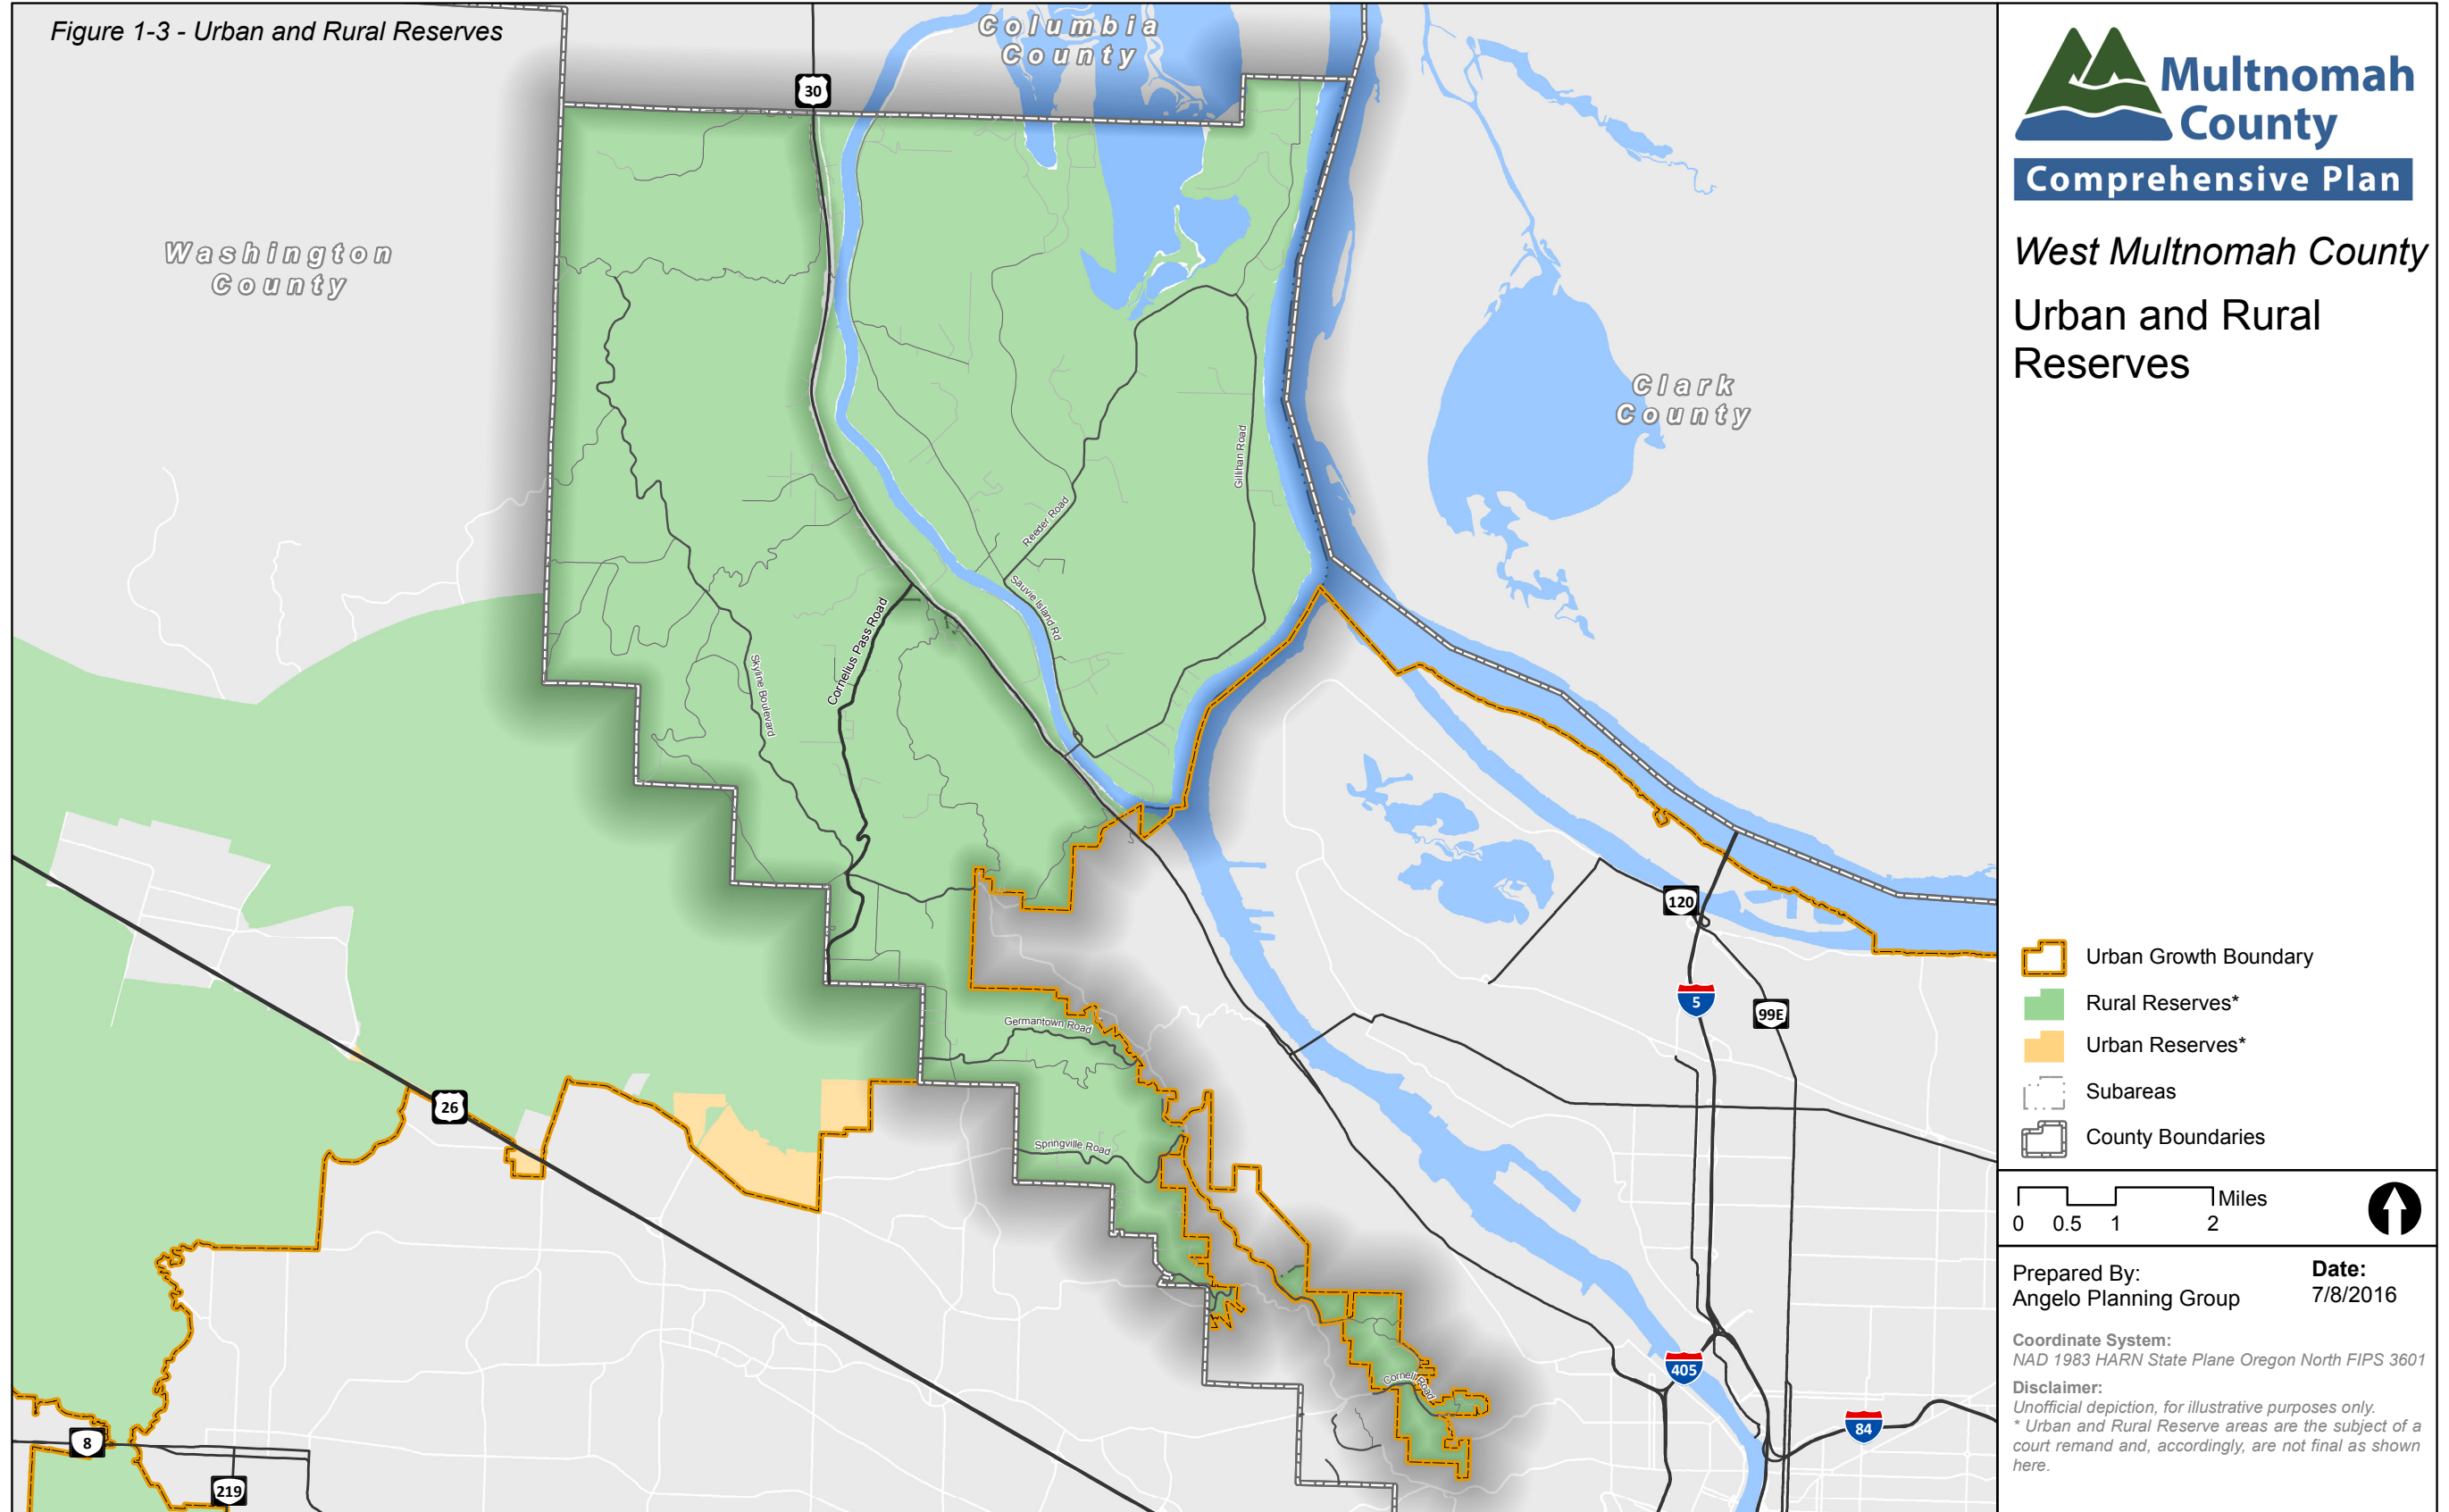 Figure 1-3 - Urban and Rural Reserves
Columbia
County
30
Washington
County
Clark
County
Gillihan Road
Reeder Road
Sauvie Island Rd
Cornelius Pass Road
Skyline Boulevard
120
5
99E
Germantown Road
26
Springville Road
Cornell Road
405
84
8
219
Multnomah
County
Comprehensive Plan
West Multnomah County
Urban and Rural
Reserves
Urban Growth Boundary
Rural Reserves*
Urban Reserves*
Subareas
County Boundaries
Miles
0 0.5 1 2
Prepared By:
Angelo Planning Group
Date:
7/8/2016
Coordinate System:
NAD 1983 HARN State Plane Oregon North FIPS 3601
Disclaimer:
Unofficial depiction, for illustrative purposes only.
* Urban and Rural Reserve areas are the subject of a
court remand and, accordingly, are not final as shown
here.